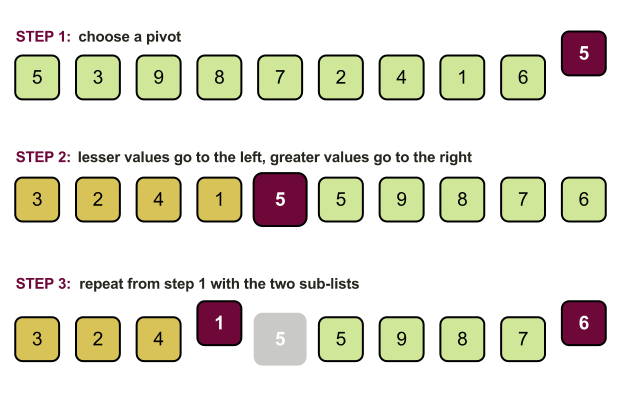 STEP 1: choose a pivot
5 3 9 8 7 2 4 1 6 5
STEP 2: lesser values go to the left, greater values go to the right
3 2 4 1 5 5 9 8 7 6
STEP 3: repeat from step 1 with the two sub-lists
3 2 4 1 5 5 9 8 7 6